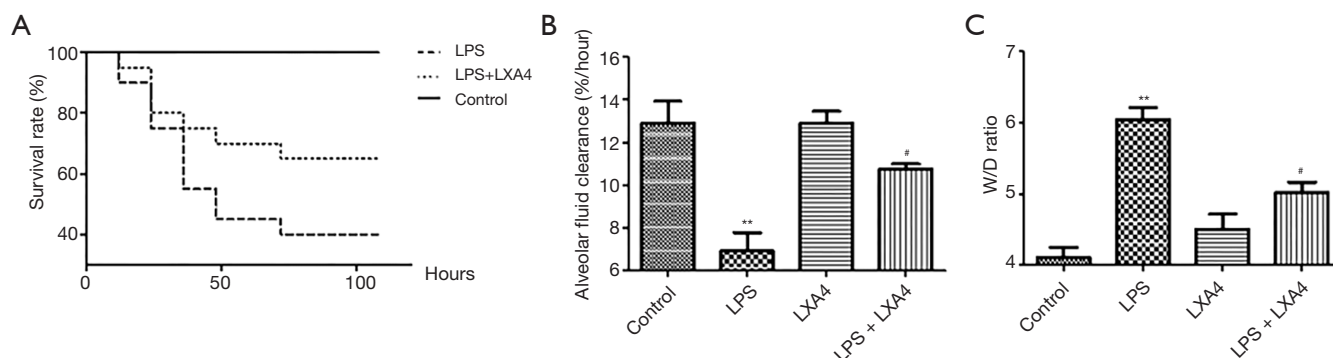 A
Survival rate (%)
100
80
60
40
0
50
100
Hours
LPS
LPS+LXA4
Control
B
Alveolar fluid clearance (%/hour)
16
14
12
10
8
6
**
#
Control
LPS
LXA4
LPS + LXA4
C
W/D ratio
7
6
5
4
**
#
Control
LPS
LXA4
LPS + LXA4